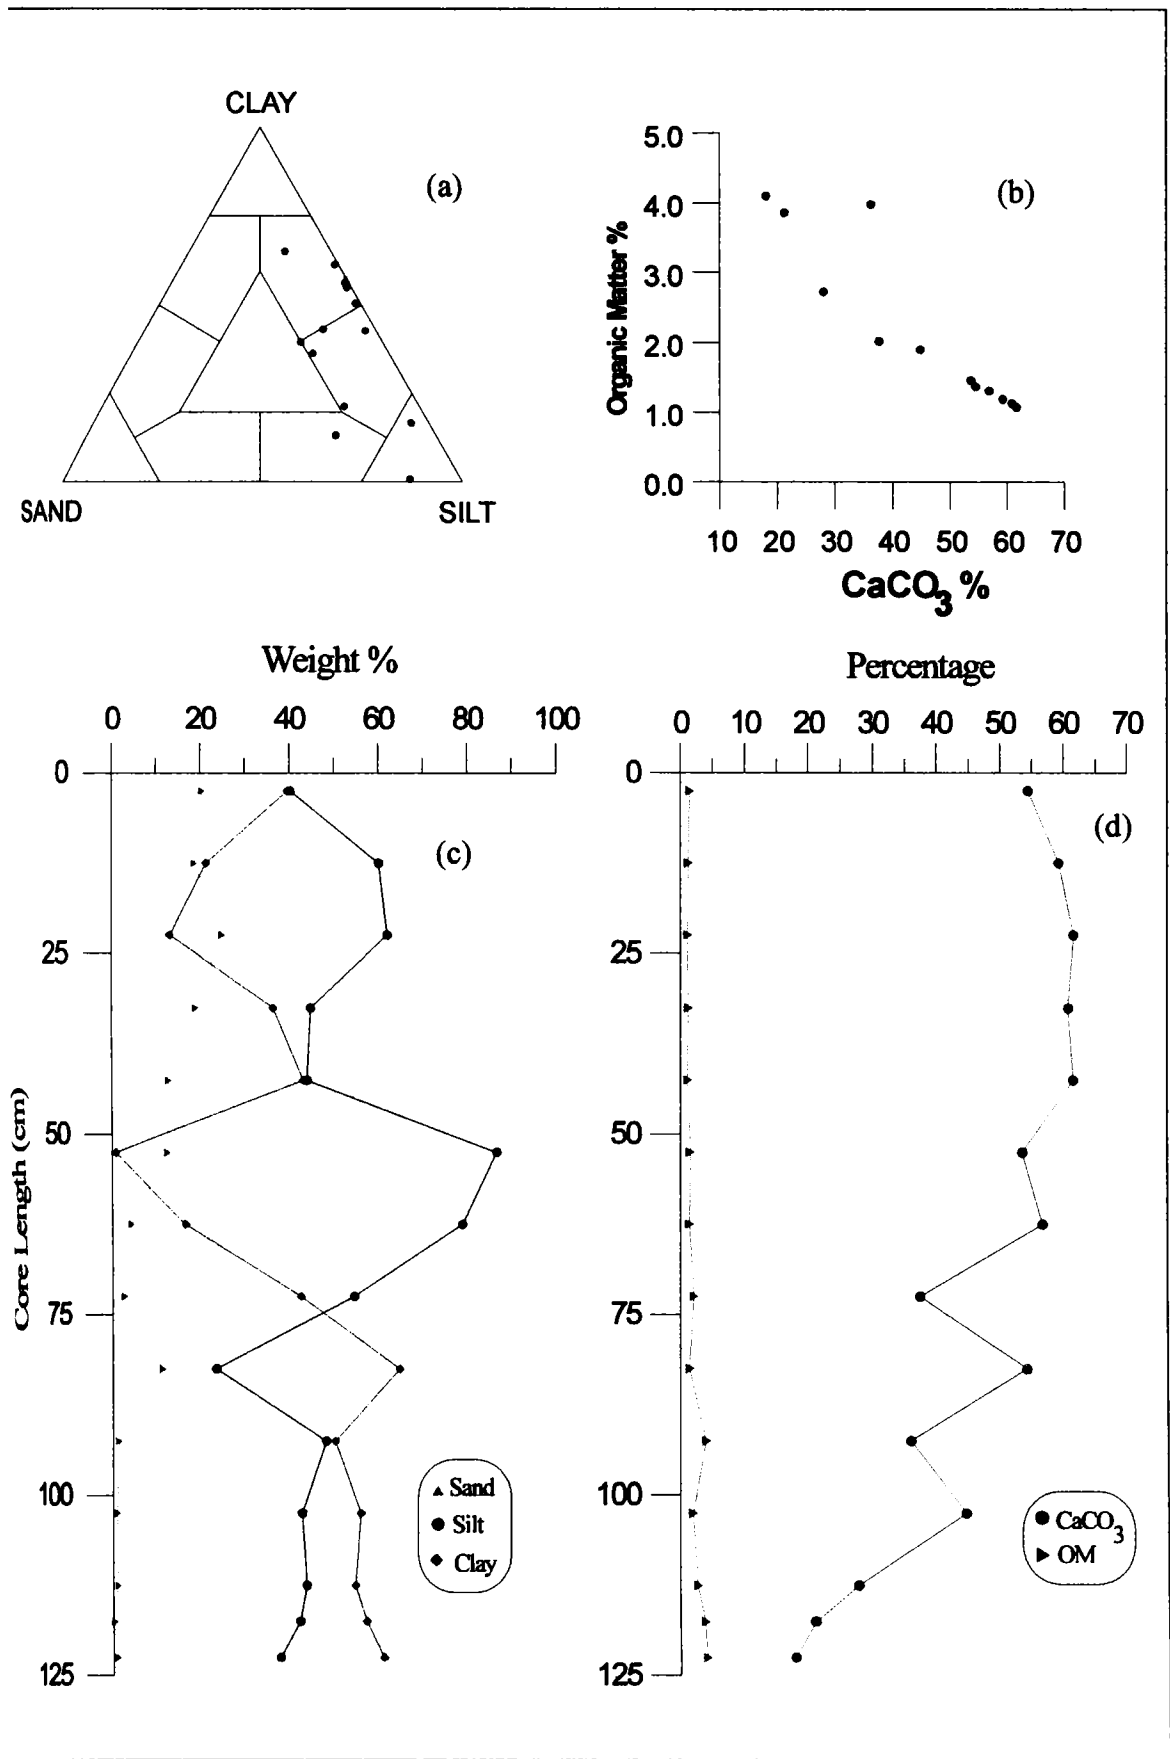 CLAY
(a)
SAND
SILT
5.0
4.0
3.0
2.0
1.0
0.0
Organic Matter %
(b)
10 20 30 40 50 60 70
CaCO3 %
Weight %
0 20 40 60 80 100
0
25
50
75
100
125
Core Length (cm)
(c)
Sand
Silt
Clay
Percentage
0 10 20 30 40 50 60 70
0
25
50
75
100
125
(d)
CaCO3
OM